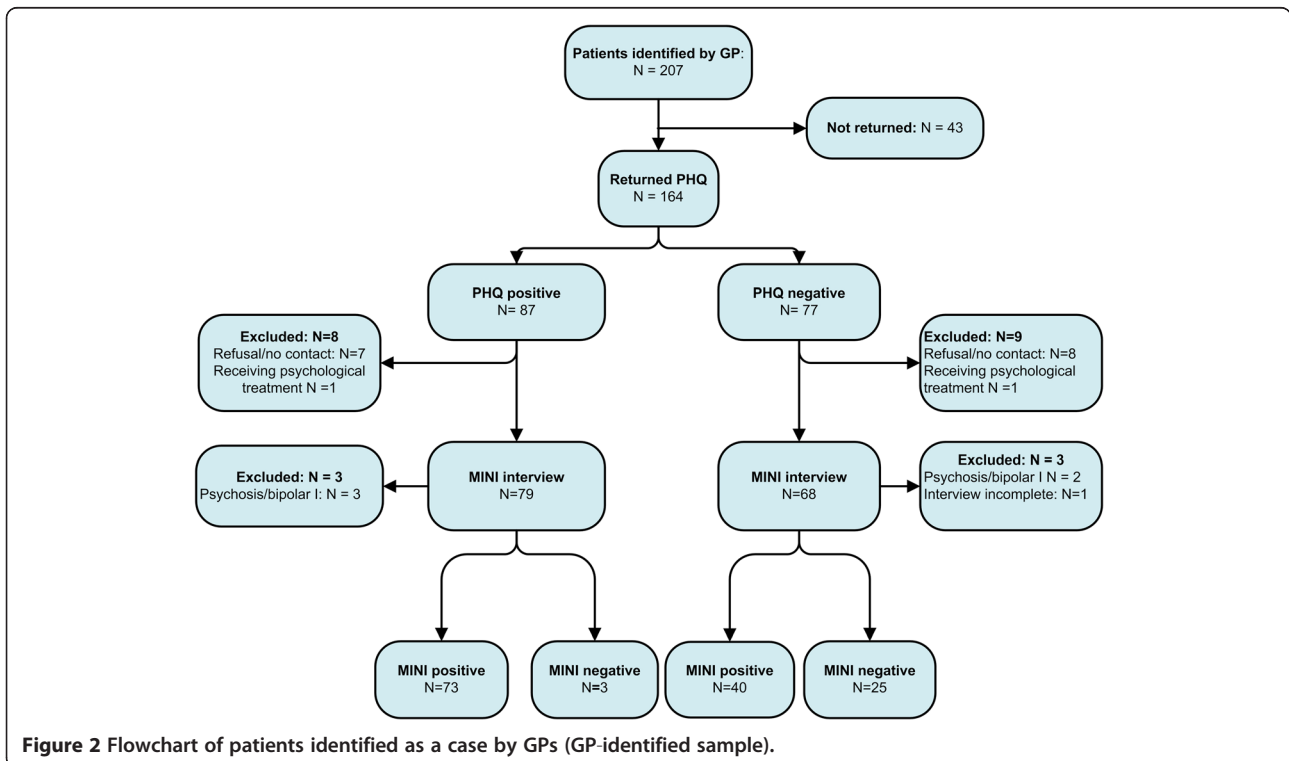 Patients identified by GP:
N = 207
Not returned: N = 43
Returned PHQ
N = 164
PHQ positive
N= 87
PHQ negative
N= 77
Excluded: N=8
Refusal/no contact: N=7
Receiving psychological
treatment N =1
Excluded: N=9
Refusal/no contact: N=8
Receiving psychological
treatment N =1
Excluded: N = 3
Psychosis/bipolar I: N = 3
MINI interview
N=79
MINI interview
N=68
Excluded: N = 3
Psychosis/bipolar I N = 2
Interview incomplete: N=1
MINI positive
N=73
MINI negative
N=3
MINI positive
N=40
MINI negative
N=25
Figure 2 Flowchart of patients identified as a case by GPs (GP-identified sample).